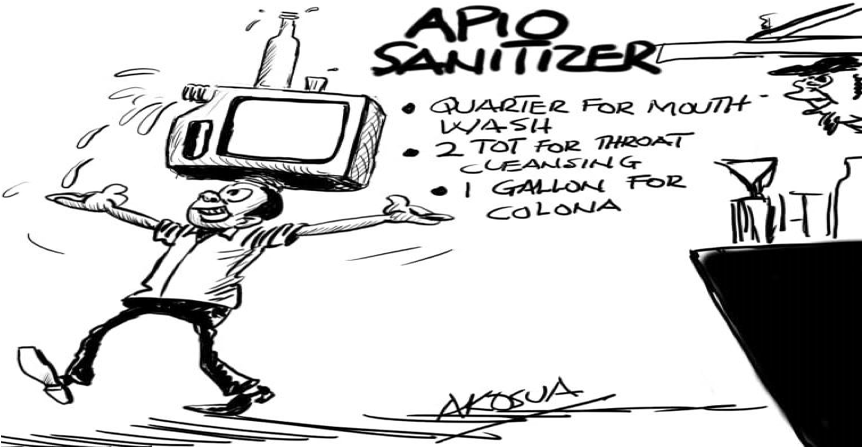 APIO
SANITIZER
• QUARTER FOR MOUTH
WASH
• 2 TOT FOR THROAT
CLEANSING
• 1 GALLON FOR
COLONA
AKOSUA